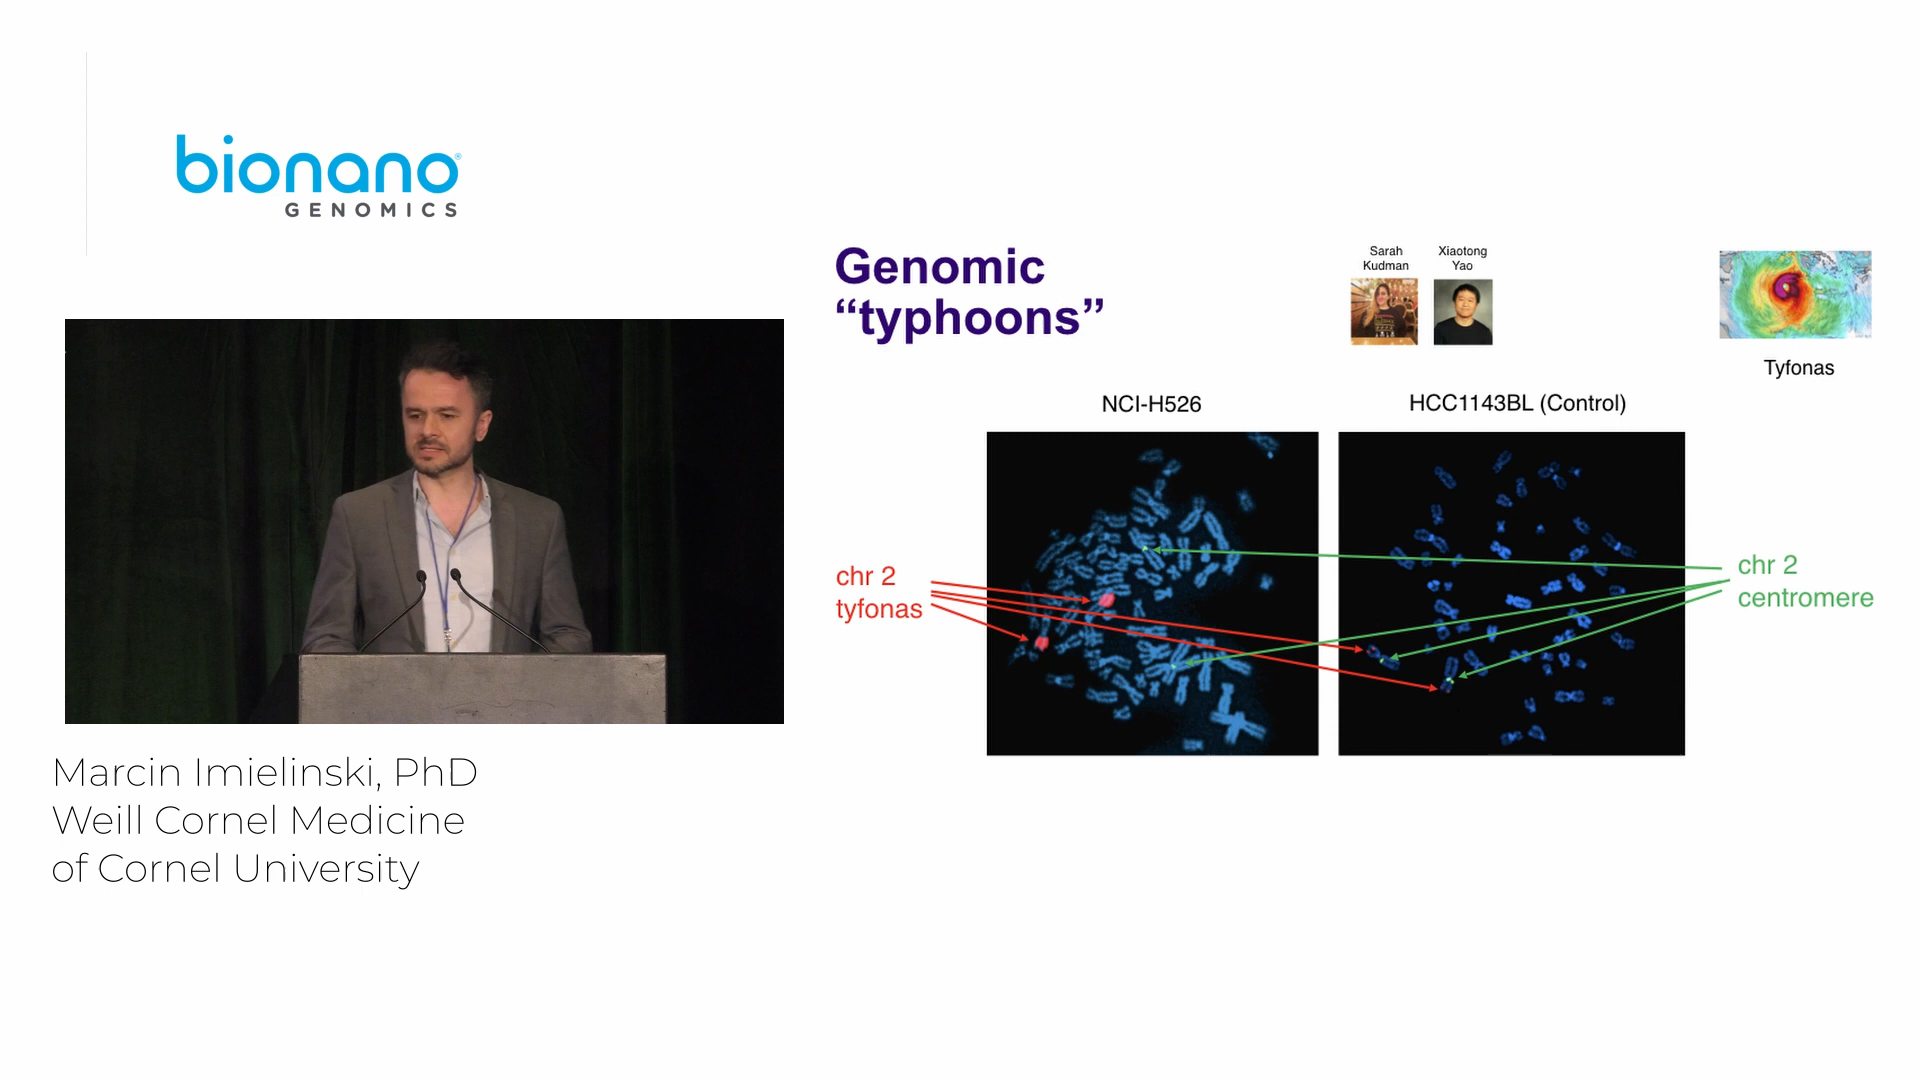 bionano
GENOMICS
Marcin Imielinski, PhD
Weill Cornel Medicine
of Cornel University
Genomic
“typhoons”
Sarah
Kudman
Xiaotong
Yao
Tyfonas
NCI-H526
HCC1143BL (Control)
chr 2
tyfonas
chr 2
centromere